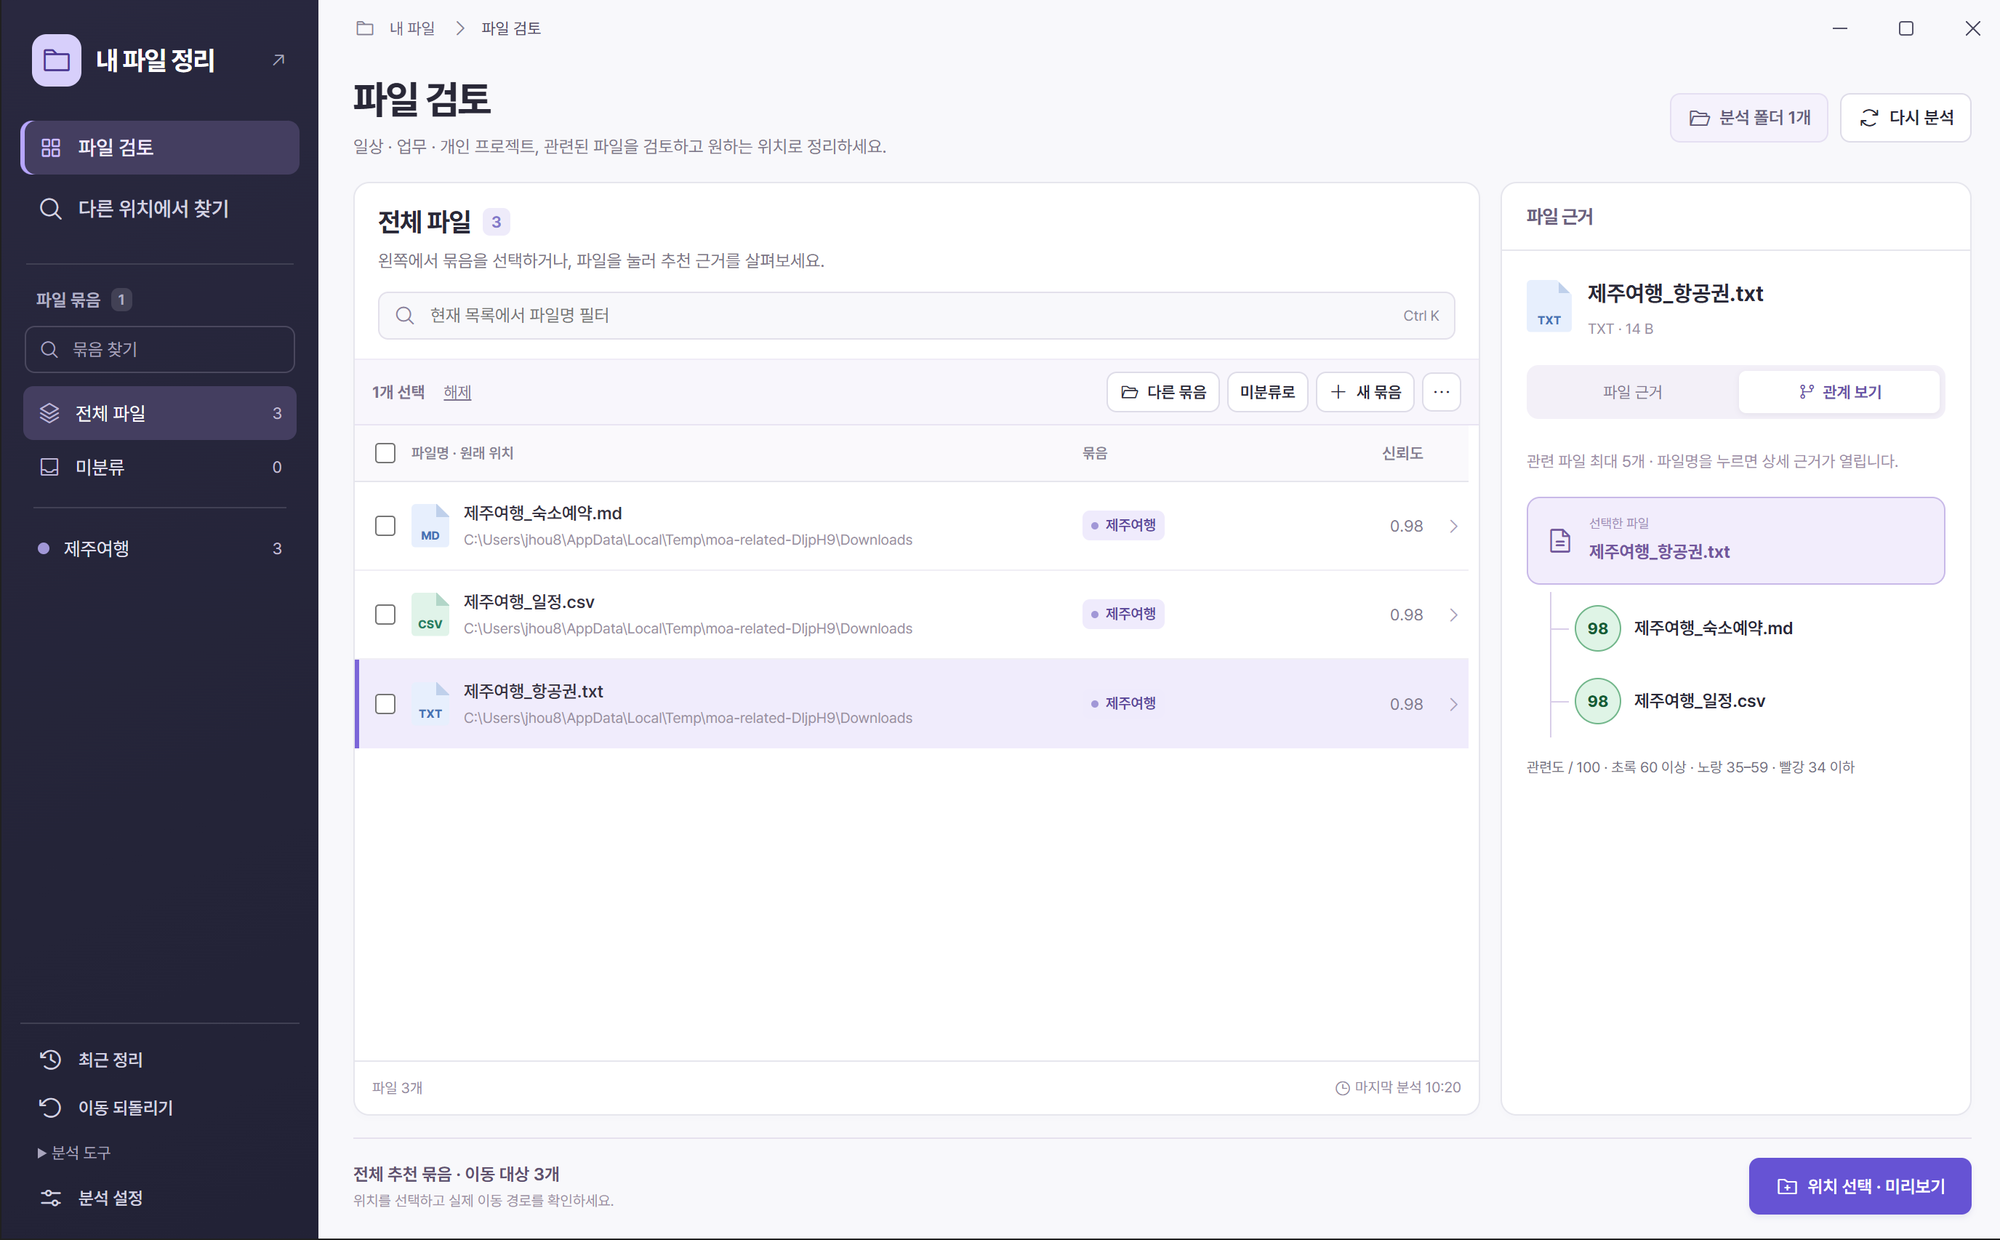 내 파일 정리
파일 검토
다른 위치에서 찾기
파일 묶음 1
묶음 찾기
전체 파일 3
미분류 0
제주여행 3
최근 정리
이동 되돌리기
분석 도구
분석 설정
내 파일 > 파일 검토
파일 검토
일상 · 업무 · 개인 프로젝트, 관련된 파일을 검토하고 원하는 위치로 정리하세요.
분석 폴더 1개
다시 분석
전체 파일 3
왼쪽에서 묶음을 선택하거나, 파일을 눌러 추천 근거를 살펴보세요.
현재 목록에서 파일명 필터 Ctrl K
1개 선택 해제 다른 묶음 미분류로 + 새 묶음 ···
파일명 · 원래 위치 묶음 신뢰도
제주여행_숙소예약.md
MD
C:\Users\jhou8\AppData\Local\Temp\moa-related-DljpH9\Downloads
제주여행 0.98
제주여행_일정.csv
CSV
C:\Users\jhou8\AppData\Local\Temp\moa-related-DljpH9\Downloads
제주여행 0.98
제주여행_항공권.txt
TXT
C:\Users\jhou8\AppData\Local\Temp\moa-related-DljpH9\Downloads
제주여행 0.98
파일 3개 마지막 분석 10:20
파일 근거
제주여행_항공권.txt
TXT
TXT · 14 B
파일 근거 관계 보기
관련 파일 최대 5개 · 파일명을 누르면 상세 근거가 열립니다.
선택한 파일
제주여행_항공권.txt
98 제주여행_숙소예약.md
98 제주여행_일정.csv
관련도 / 100 · 초록 60 이상 · 노랑 35–59 · 빨강 34 이하
전체 추천 묶음 · 이동 대상 3개
위치를 선택하고 실제 이동 경로를 확인하세요.
위치 선택 · 미리보기